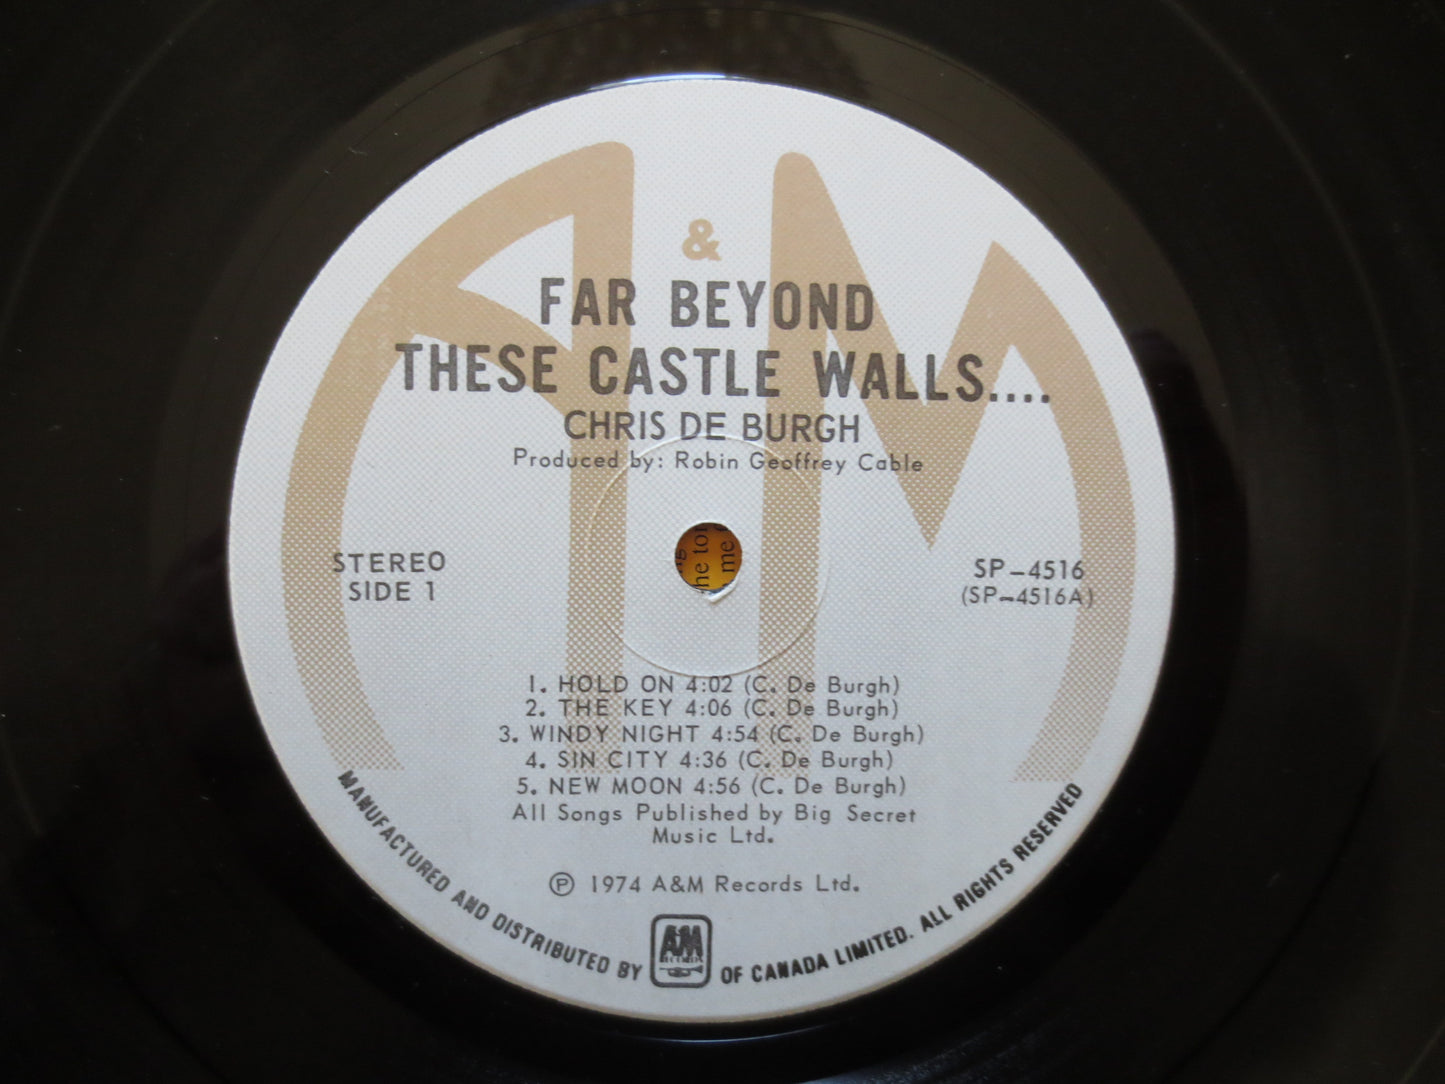 &
FAR BEYOND
THESE CASTLE WALLS....
CHRIS DE BURGH
Produced by: Robin Geoffrey Cable
STEREO
SIDE 1
SP-4516
(SP-4516A)
he to
me
1. HOLD ON 4:02 (C. De Burgh)
2. THE KEY 4:06 (C. De Burgh)
3. WINDY NIGHT 4:54 (C. De Burgh)
4. SIN CITY 4:36 (C. De Burgh)
5. NEW MOON 4:56 (C. De Burgh)
All Songs Published by Big Secret
Music Ltd.
Ⓟ 1974 A&M Records Ltd.
MANUFACTURED AND DISTRIBUTED BY A&M RECORDS OF CANADA LIMITED. ALL RIGHTS RESERVED